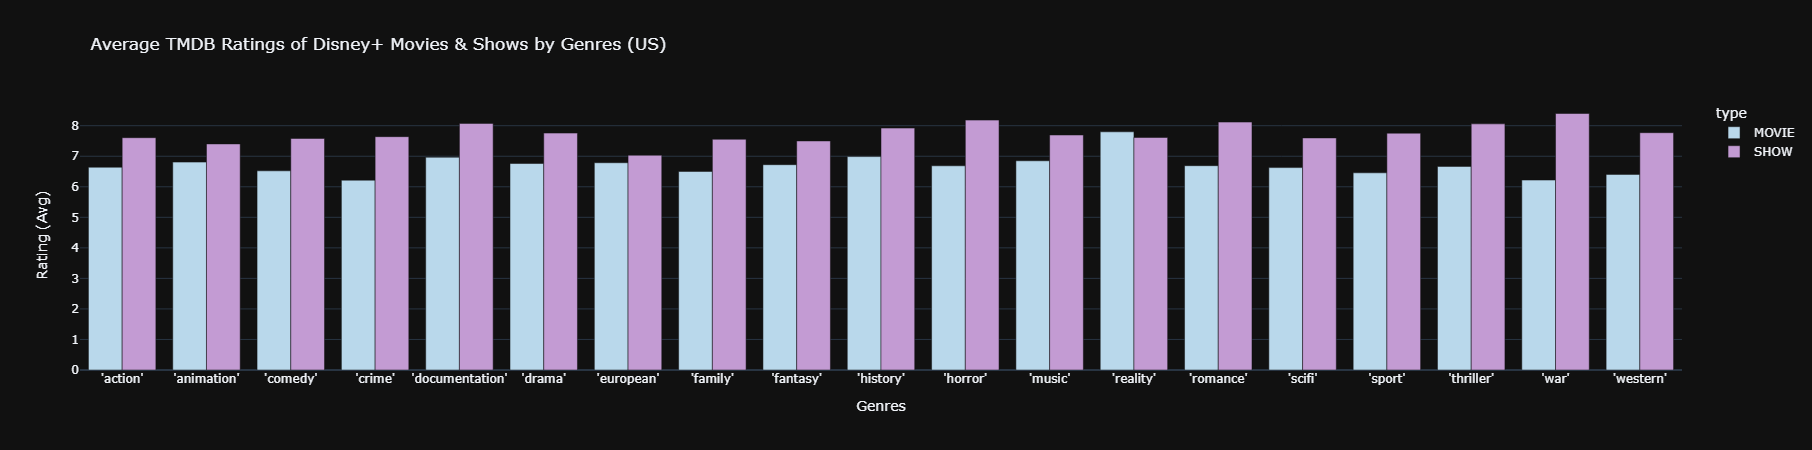 Average TMDB Ratings of Disney+ Movies & Shows by Genres (US)
type
MOVIE
SHOW
Rating (Avg)
8
7
6
5
4
3
2
1
0
'action' 'animation' 'comedy' 'crime' 'documentation' 'drama' 'european' 'family' 'fantasy' 'history' 'horror' 'music' 'reality' 'romance' 'scifi' 'sport' 'thriller' 'war' 'western'
Genres